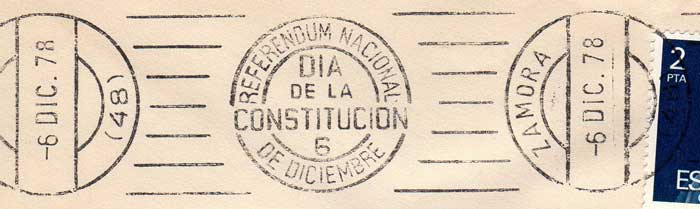 -6 DIC. 78
(48)
REFERENDUM NACIONAL
DIA
DE LA
CONSTITUCION
6
DE DICIEMBRE
ZAMORA
-6 DIC. 78
2
PTA
ES